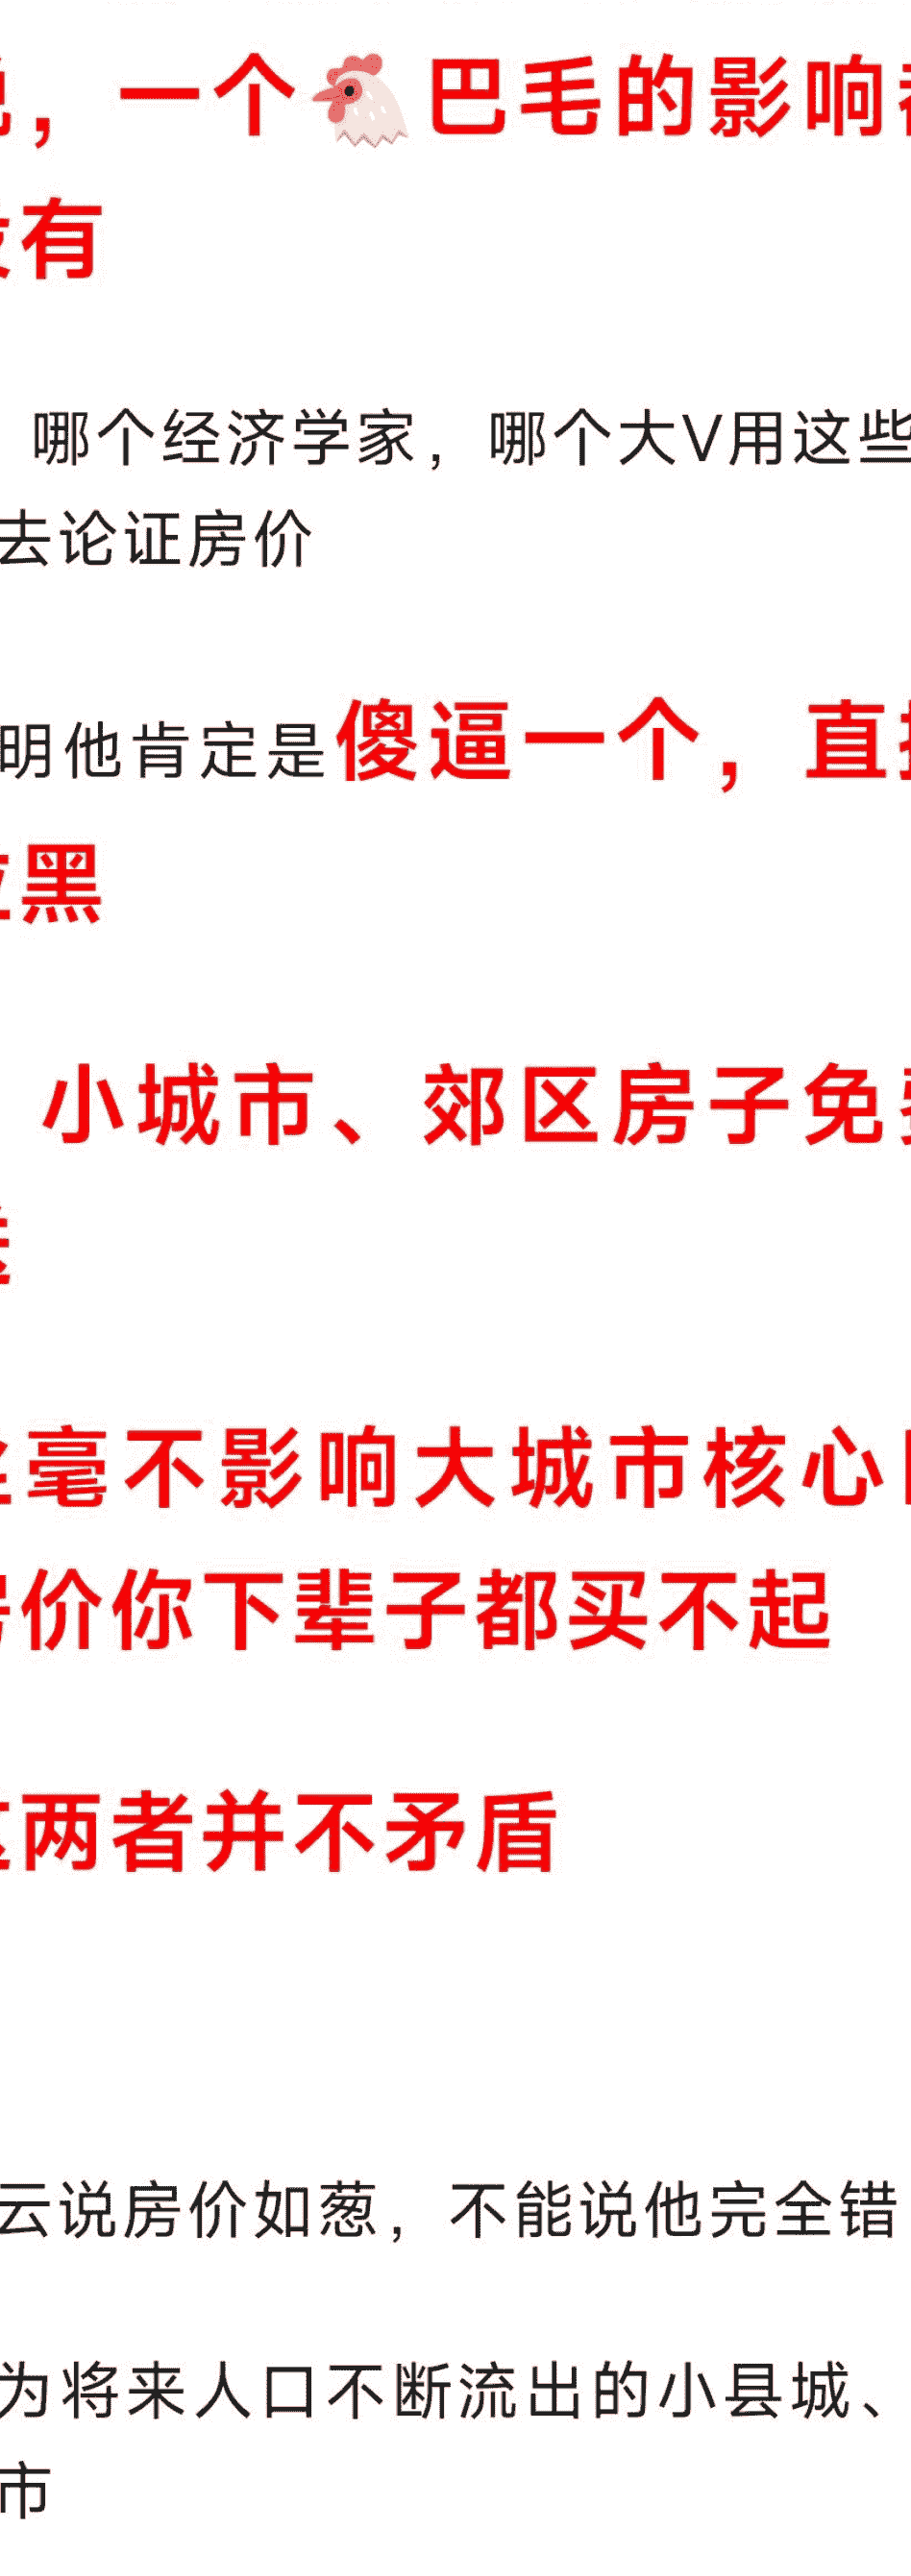 ，一个🐔巴毛的影响
有
哪个经济学家，哪个大V用这些
去论证房价
明他肯定是傻逼一个，直
黑
小城市、郊区房子免
毫不影响大城市核心
价你下辈子都买不起
两者并不矛盾
云说房价如葱，不能说他完全错
为将来人口不断流出的小县城、
市